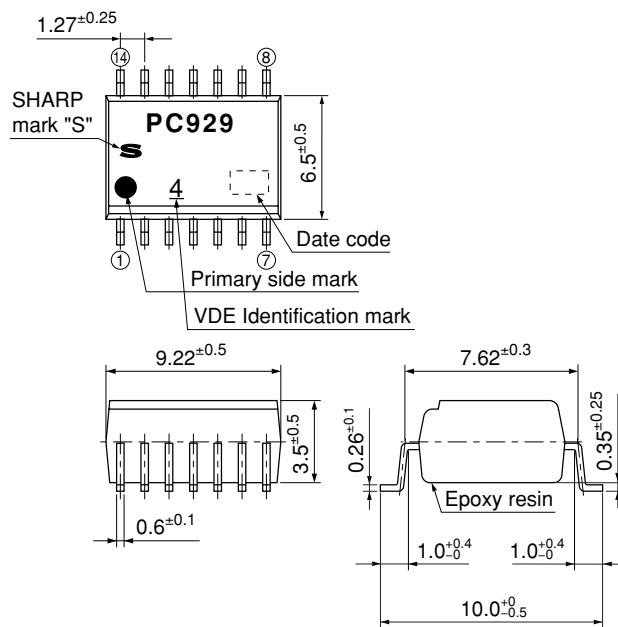 1.27±0.25
⑭ ⑧
SHARP
mark "S"
PC929
S
4
6.5±0.5
Date code
① ⑦
Primary side mark
VDE Identification mark
9.22±0.5
7.62±0.3
3.5±0.5
0.26±0.1
0.35±0.25
Epoxy resin
0.6±0.1
1.0+0.4−0
1.0+0.4−0
10.0+0−0.5